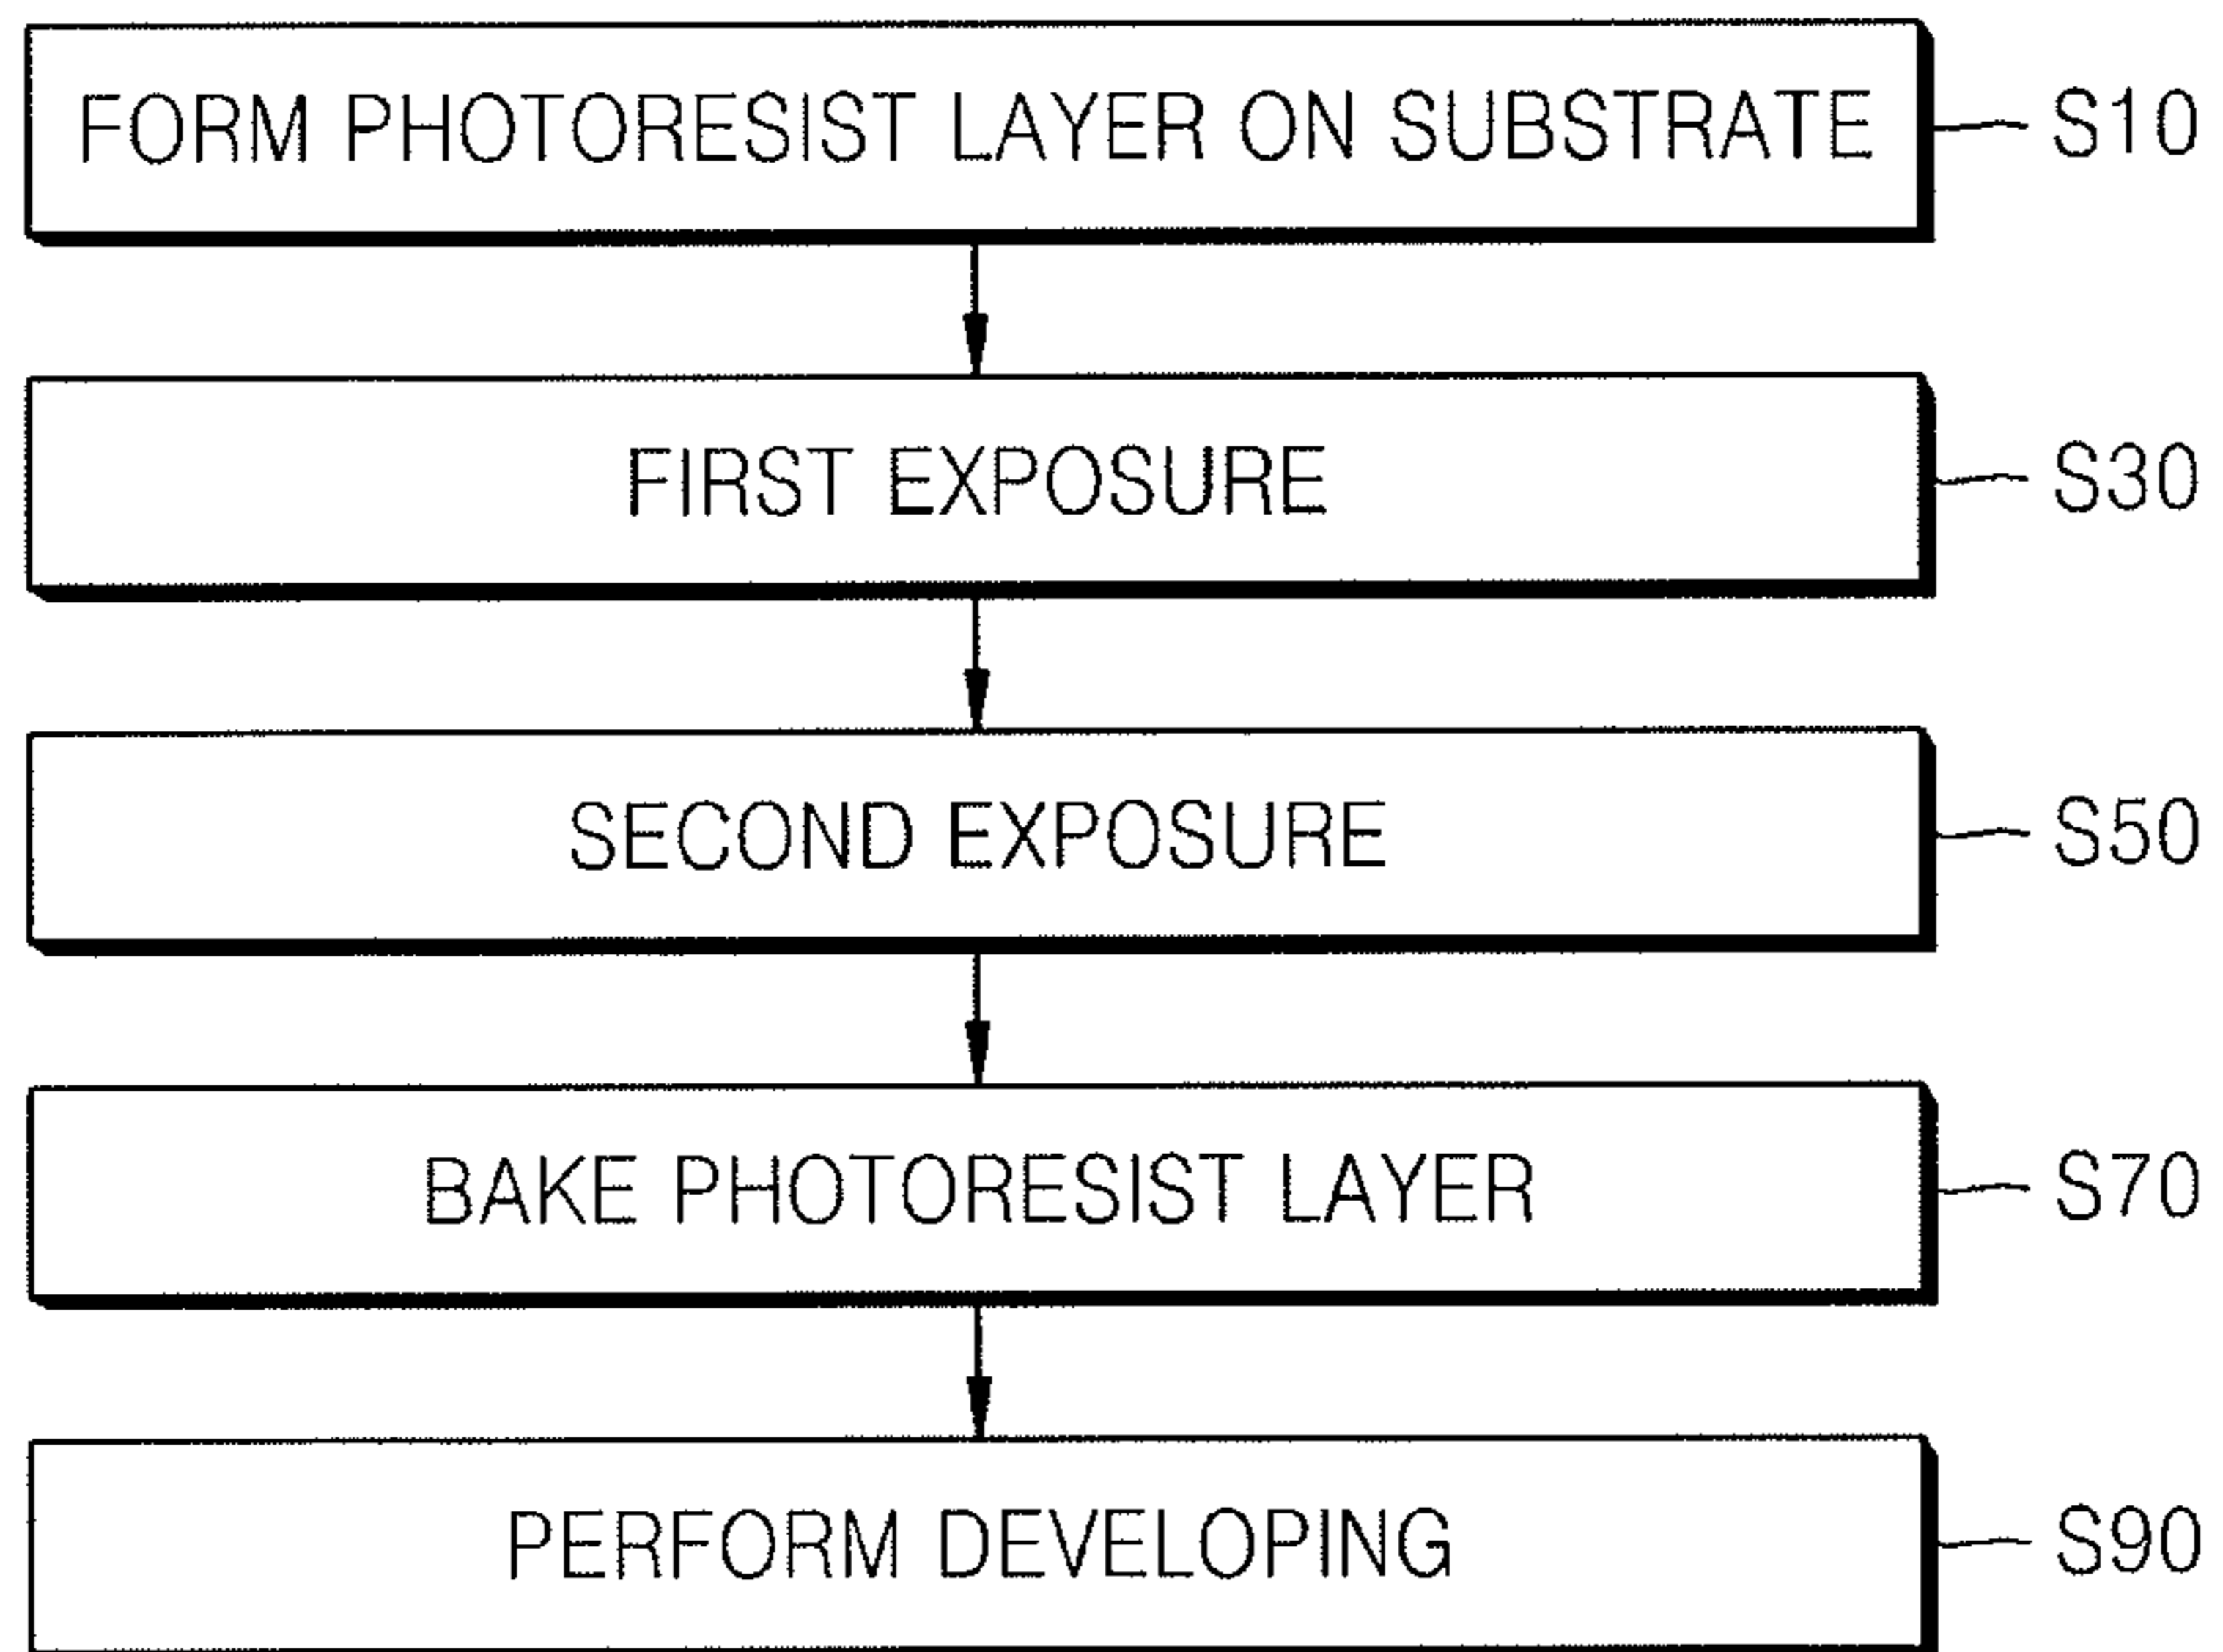 FORM PHOTORESIST LAYER ON SUBSTRATE S10
FIRST EXPOSURE S30
SECOND EXPOSURE S50
BAKE PHOTORESIST LAYER S70
PERFORM DEVELOPING S90